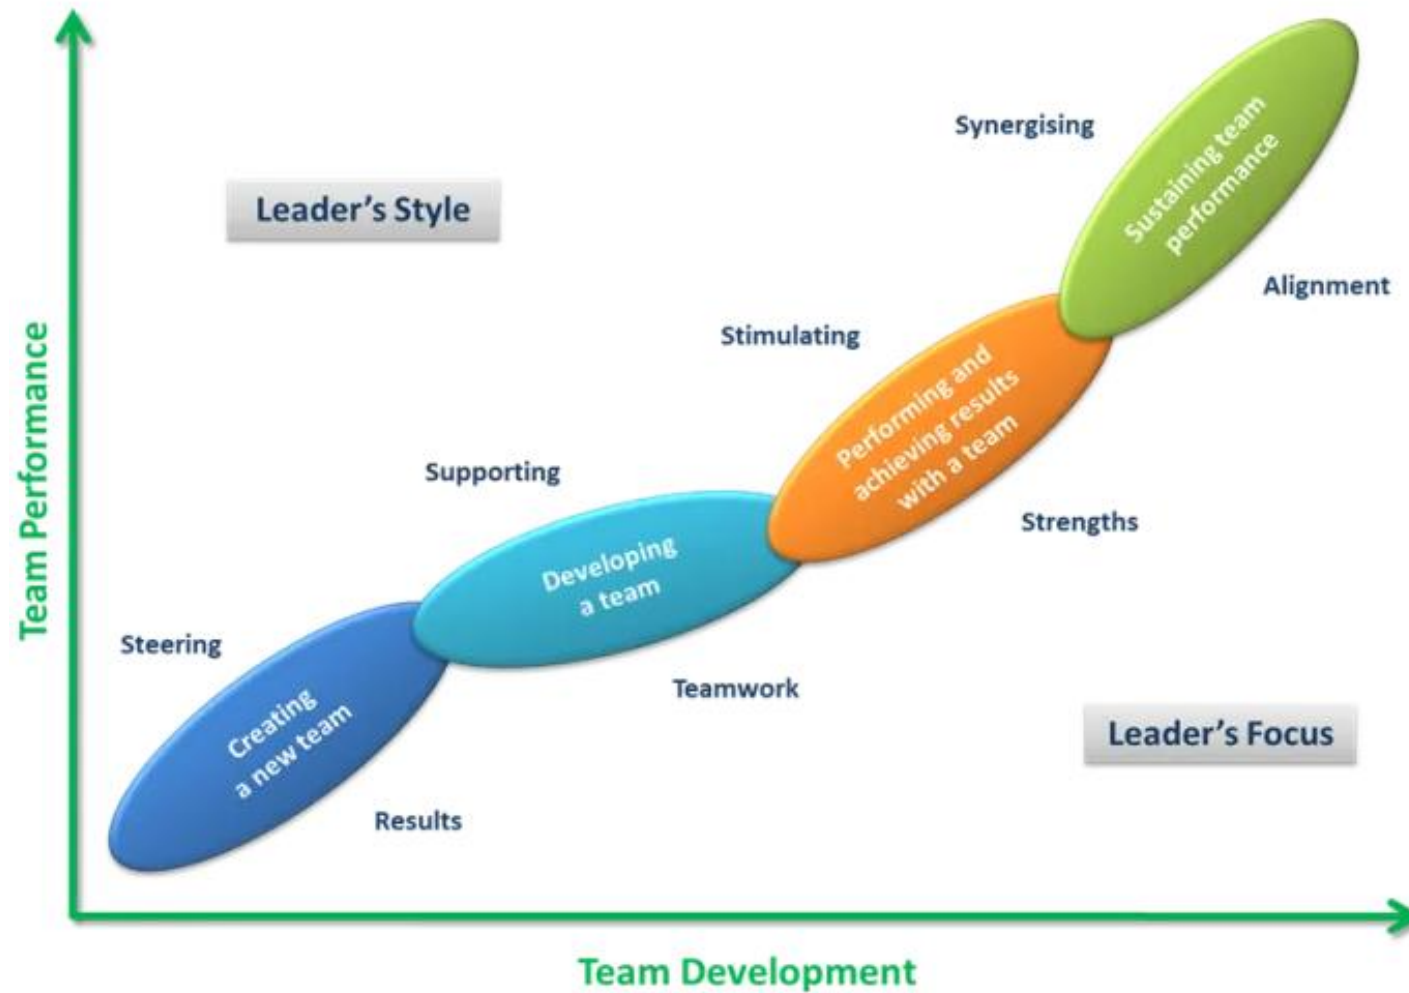 Synergising
Sustaining team
performance
Leader's Style
Alignment
Stimulating
Performing and
achieving results
with a team
Team Performance
Supporting
Strengths
Developing
a team
Steering
Teamwork
Creating
a new team
Leader's Focus
Results
Team Development